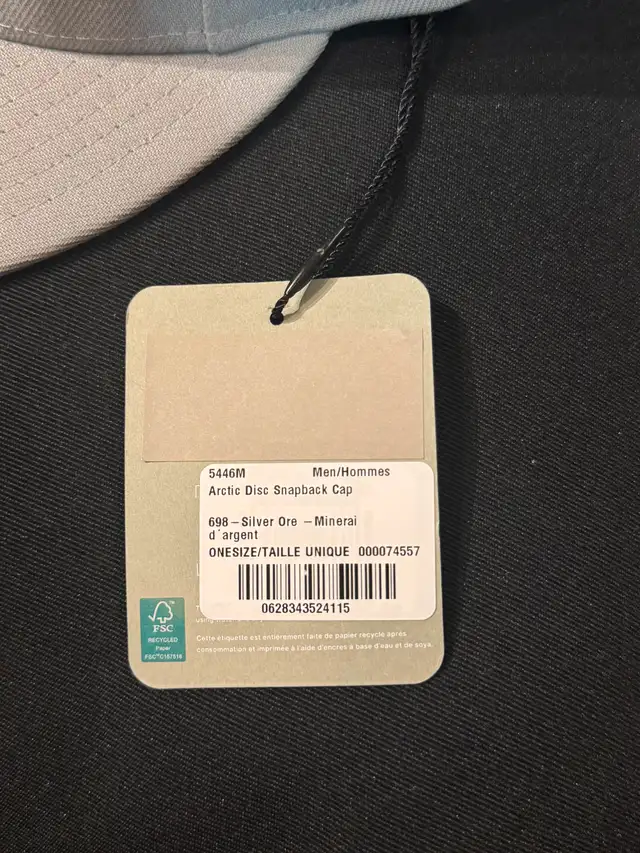 5446M Men/Hommes
Arctic Disc Snapback Cap
698 – Silver Ore – Minerai
d´argent
ONESIZE/TAILLE UNIQUE 000074557
0628343524115
FSC™
RECYCLED
Paper
FSC™C157519
Cette étiquette est entièrement faite de papier recyclé après
consommation et imprimée à l'aide d'encres à base d'eau et de soya.